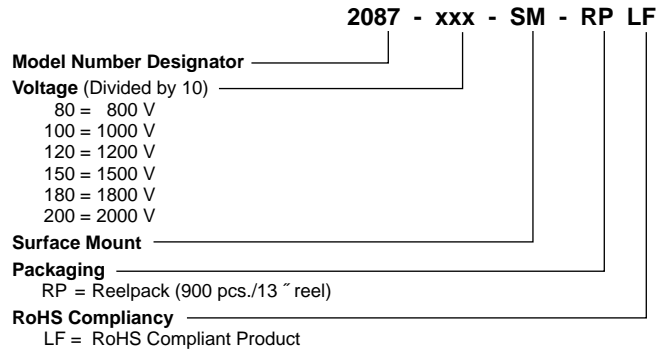 2087 - xxx - SM - RP LF
Model Number Designator
Voltage (Divided by 10)
80 = 800 V
100 = 1000 V
120 = 1200 V
150 = 1500 V
180 = 1800 V
200 = 2000 V
Surface Mount
Packaging
RP = Reelpack (900 pcs./13 ˝ reel)
RoHS Compliancy
LF = RoHS Compliant Product